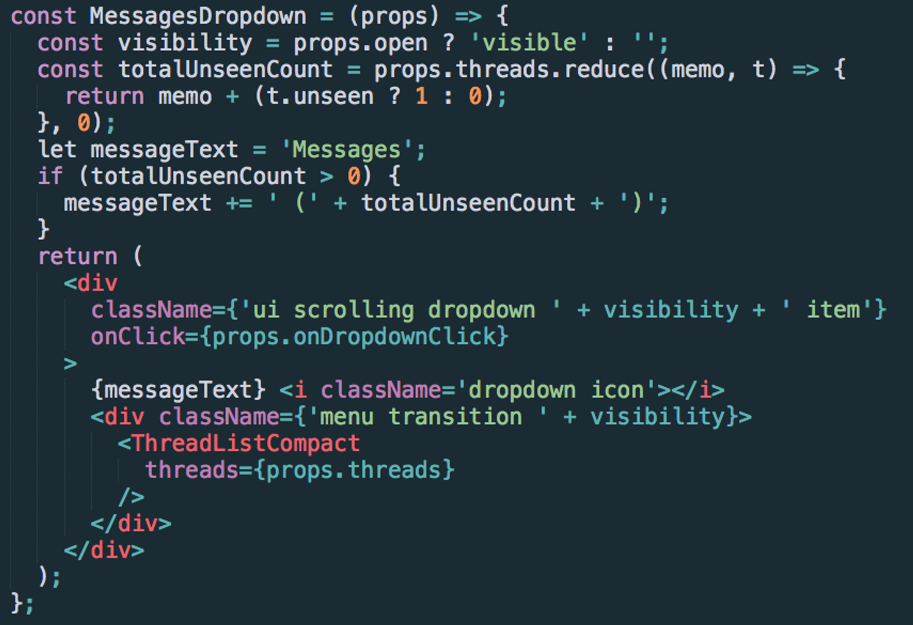 const MessagesDropdown = (props) => {
  const visibility = props.open ? 'visible' : '';
  const totalUnseenCount = props.threads.reduce((memo, t) => {
    return memo + (t.unseen ? 1 : 0);
  }, 0);
  let messageText = 'Messages';
  if (totalUnseenCount > 0) {
    messageText += ' (' + totalUnseenCount + ')';
  }
  return (
    <div
      className={'ui scrolling dropdown ' + visibility + ' item'}
      onClick={props.onDropdownClick}
    >
      {messageText} <i className='dropdown icon'></i>
      <div className={'menu transition ' + visibility}>
        <ThreadListCompact
          threads={props.threads}
        />
      </div>
    </div>
  );
};